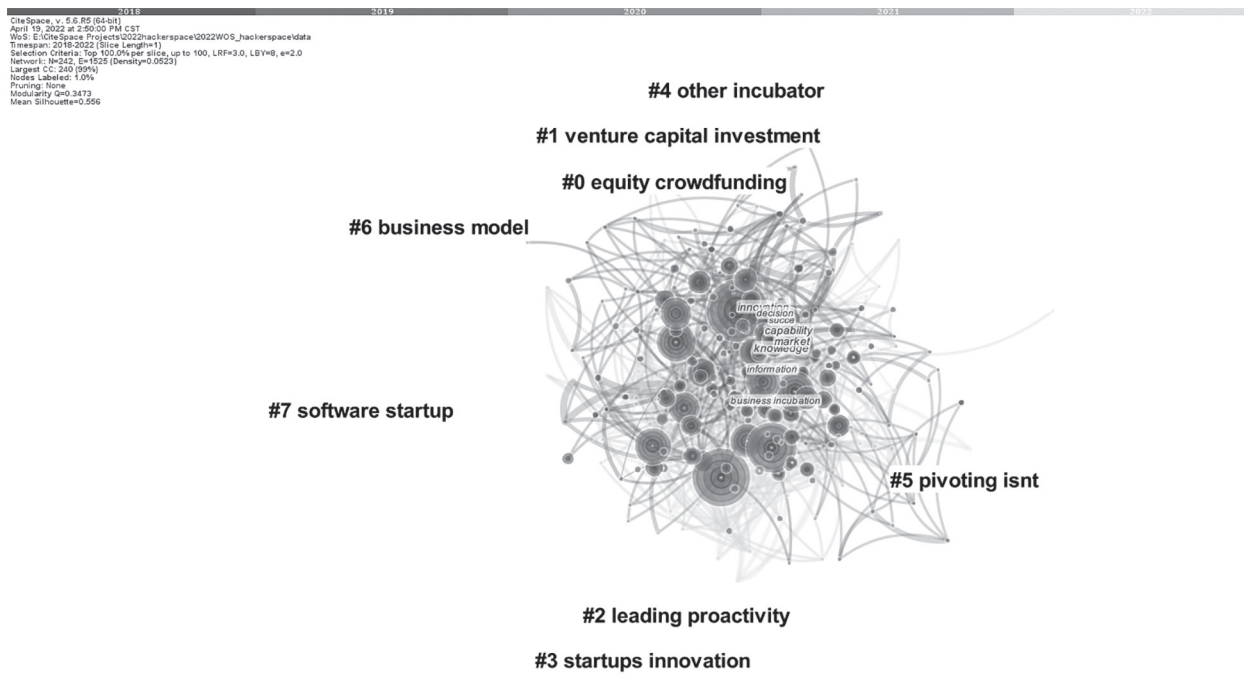 2018 2019 2020 2021 2022
CiteSpace, v. 5.6.R5 (64-bit)
April 19, 2022 at 2:50:00 PM CST
WoS: E:\CiteSpace Projects\2022hackerspace\2022WOS_hackerspace\data
Timespan: 2018-2022 (Slice Length=1)
Selection Criteria: Top 100.0% per slice, up to 100, LRF=3.0, LBY=8, e=2.0
Network: N=242, E=1525 (Density=0.0523)
Largest CC: 240 (99%)
Nodes Labeled: 1.0%
Pruning: None
Modularity Q=0.3473
Mean Silhouette=0.556
#4 other incubator
#1 venture capital investment
#0 equity crowdfunding
#6 business model
innovation
decision
succe
capability
market
knowledge
information
business incubation
#7 software startup
#5 pivoting isnt
#2 leading proactivity
#3 startups innovation